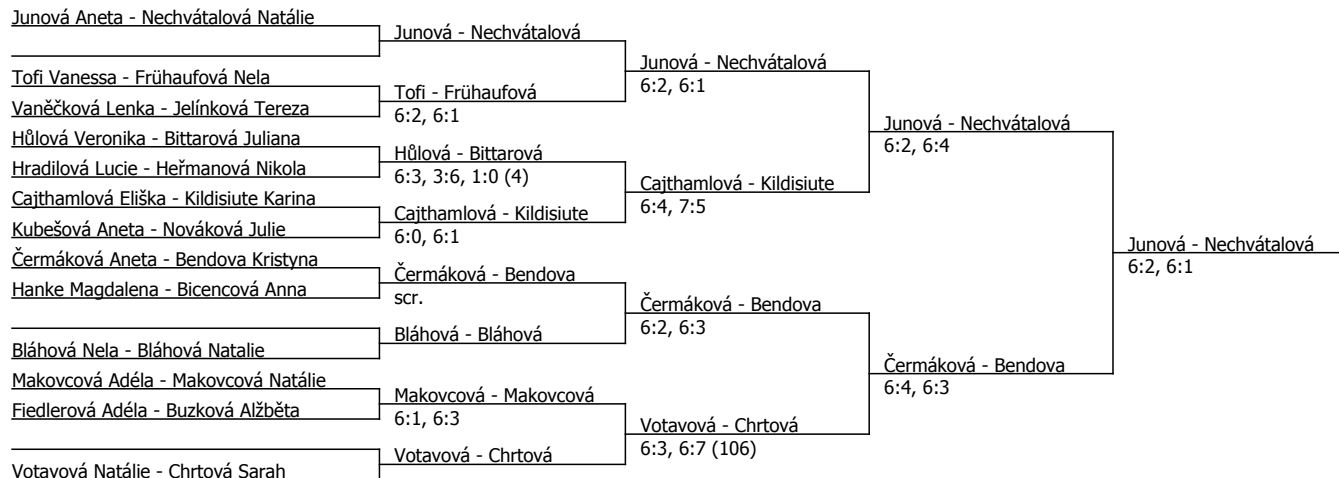 Junová Aneta - Nechvátalová Natálie
Tofi Vanessa - Frühaufová Nela
Vaněčková Lenka - Jelínková Tereza
Hůlová Veronika - Bittarová Juliana
Hradilová Lucie - Heřmanová Nikola
Cajthamlová Eliška - Kildisiute Karina
Kubešová Aneta - Nováková Julie
Čermáková Aneta - Bendova Kristyna
Hanke Magdalena - Bicencová Anna
Bláhová Nela - Bláhová Natalie
Makovcová Adéla - Makovcová Natálie
Fiedlerová Adéla - Buzková Alžběta
Votavová Natálie - Chrtová Sarah
Junová - Nechvátalová
Tofi - Frühaufová
6:2, 6:1
Hůlová - Bittarová
6:3, 3:6, 1:0 (4)
Cajthamlová - Kildisiute
6:0, 6:1
Čermáková - Bendova
scr.
Bláhová - Bláhová
Makovcová - Makovcová
6:1, 6:3
Votavová - Chrtová
Junová - Nechvátalová
6:2, 6:1
Cajthamlová - Kildisiute
6:4, 7:5
Čermáková - Bendova
6:2, 6:3
Votavová - Chrtová
6:3, 6:7 (106)
Junová - Nechvátalová
6:2, 6:4
Čermáková - Bendova
6:4, 6:3
Junová - Nechvátalová
6:2, 6:1